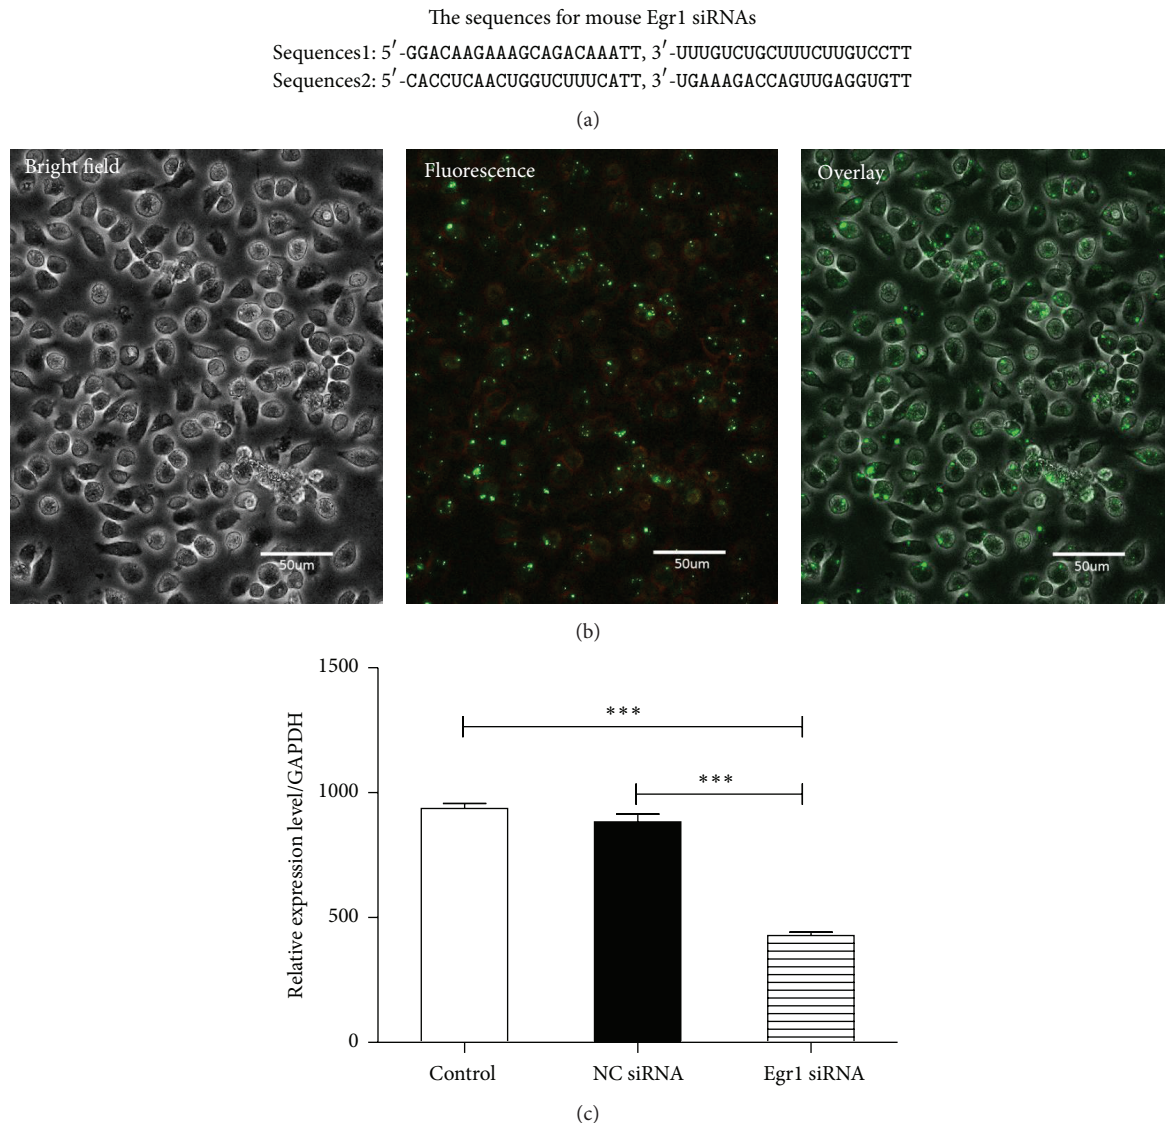 The sequences for mouse Egr1 siRNAs
Sequences1: 5′-GGACAAGAAAGCAGACAAATT, 3′-UUUGUCUGCUUUCUUGUCCTT
Sequences2: 5′-CACCUCAACUGGUCUUUCATT, 3′-UGAAAGACCAGUUGAGGUGTT
(a)
Bright field
Fluorescence
Overlay
50um
50um
50um
(b)
1500
1000
500
0
Relative expression level/GAPDH
***
***
Control
NC siRNA
Egr1 siRNA
(c)